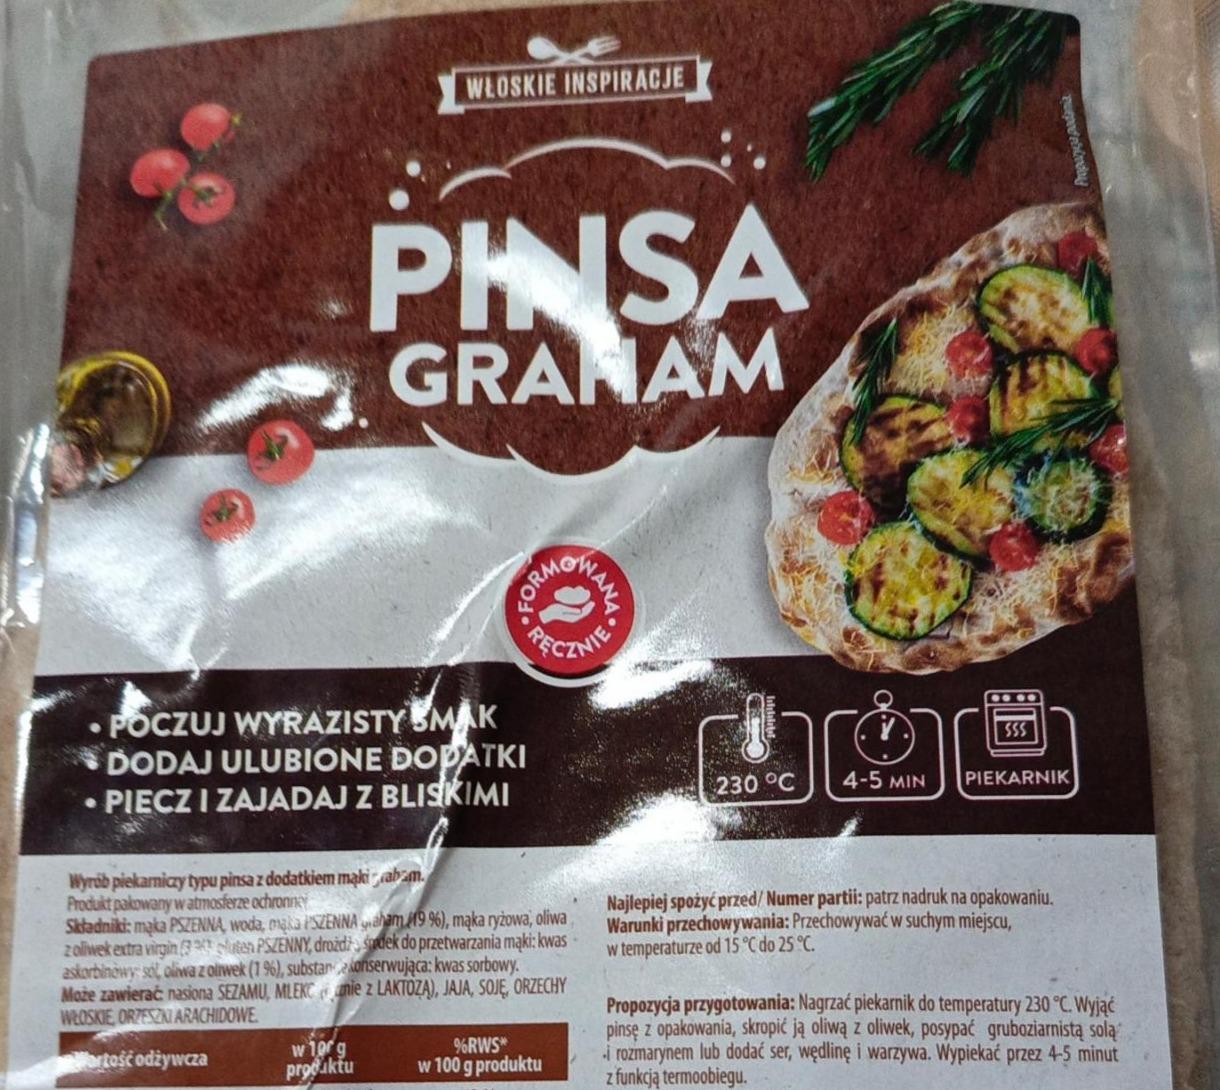 WŁOSKIE INSPIRACJE
Propozycja podania
PINSA
GRAHAM
FORMOWANA RĘCZNIE
• POCZUJ WYRAZISTY SMAK
• DODAJ ULUBIONE DODATKI
• PIECZ I ZAJADAJ Z BLISKIMI
230 °C
4-5 MIN
PIEKARNIK
Wyrób piekarniczy typu pinsa z dodatkiem mąki graham.
Produkt pakowany w atmosferze ochronnej
Składniki: mąka PSZENNA, woda, mąka PSZENNA graham (19 %), mąka ryżowa, oliwa
z oliwek extra virgin (3 %), gluten PSZENNY, drożdże, środek do przetwarzania mąki: kwas
askorbinowy; sól, oliwa z oliwek (1 %), substancja konserwująca: kwas sorbowy.
Może zawierać: nasiona SEZAMU, MLEKO (łącznie z LAKTOZĄ), JAJA, SOJĘ, ORZECHY
WŁOSKIE, ORZESZKI ARACHIDOWE.
Wartość odżywcza
w 100 g
produktu
%RWS*
w 100 g produktu
Najlepiej spożyć przed/ Numer partii: patrz nadruk na opakowaniu.
Warunki przechowywania: Przechowywać w suchym miejscu,
w temperaturze od 15 °C do 25 °C.
Propozycja przygotowania: Nagrzać piekarnik do temperatury 230 °C. Wyjąć
pinsę z opakowania, skropić ją oliwą z oliwek, posypać gruboziarnistą solą
i rozmarynem lub dodać ser, wędlinę i warzywa. Wypiekać przez 4-5 minut
z funkcją termoobiegu.